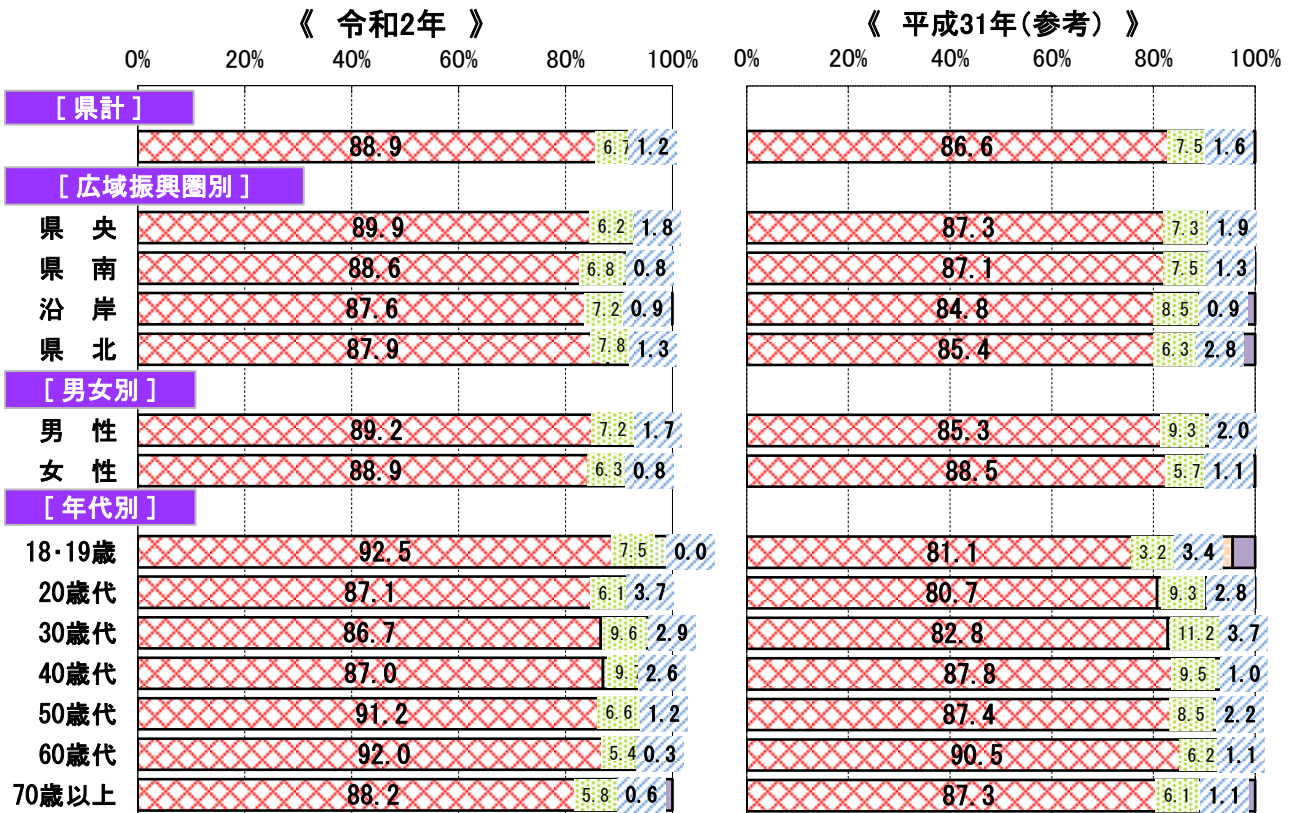 《 令和2年 》 《 平成31年(参考) 》
0% 20% 40% 60% 80% 100% 0% 20% 40% 60% 80% 100%
[ 県計 ]
88.9 6.7 1.2 86.6 7.5 1.6
[ 広域振興圏別 ]
県 央 89.9 6.2 1.8 87.3 7.3 1.9
県 南 88.6 6.8 0.8 87.1 7.5 1.3
沿 岸 87.6 7.2 0.9 84.8 8.5 0.9
県 北 87.9 7.8 1.3 85.4 6.3 2.8
[ 男女別 ]
男 性 89.2 7.2 1.7 85.3 9.3 2.0
女 性 88.9 6.3 0.8 88.5 5.7 1.1
[ 年代別 ]
18・19歳 92.5 7.5 0.0 81.1 3.2 3.4
20歳代 87.1 6.1 3.7 80.7 9.3 2.8
30歳代 86.7 9.6 2.9 82.8 11.2 3.7
40歳代 87.0 2.6 87.8 9.5 1.0
50歳代 91.2 6.6 1.2 87.4 8.5 2.2
60歳代 92.0 5.4 0.3 90.5 6.2 1.1
70歳以上 88.2 5.8 0.6 87.3 6.1 1.1